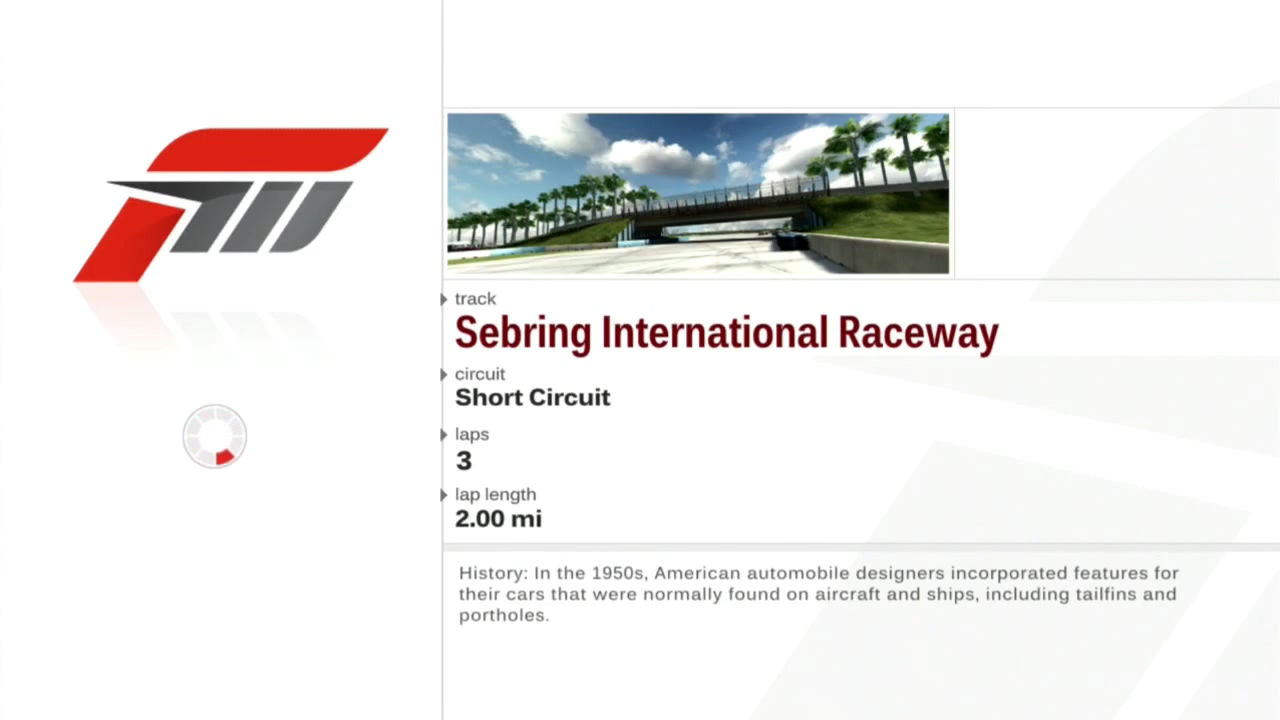 track
Sebring International Raceway
circuit
Short Circuit
laps
3
lap length
2.00 mi
History: In the 1950s, American automobile designers incorporated features for
their cars that were normally found on aircraft and ships, including tailfins and
portholes.